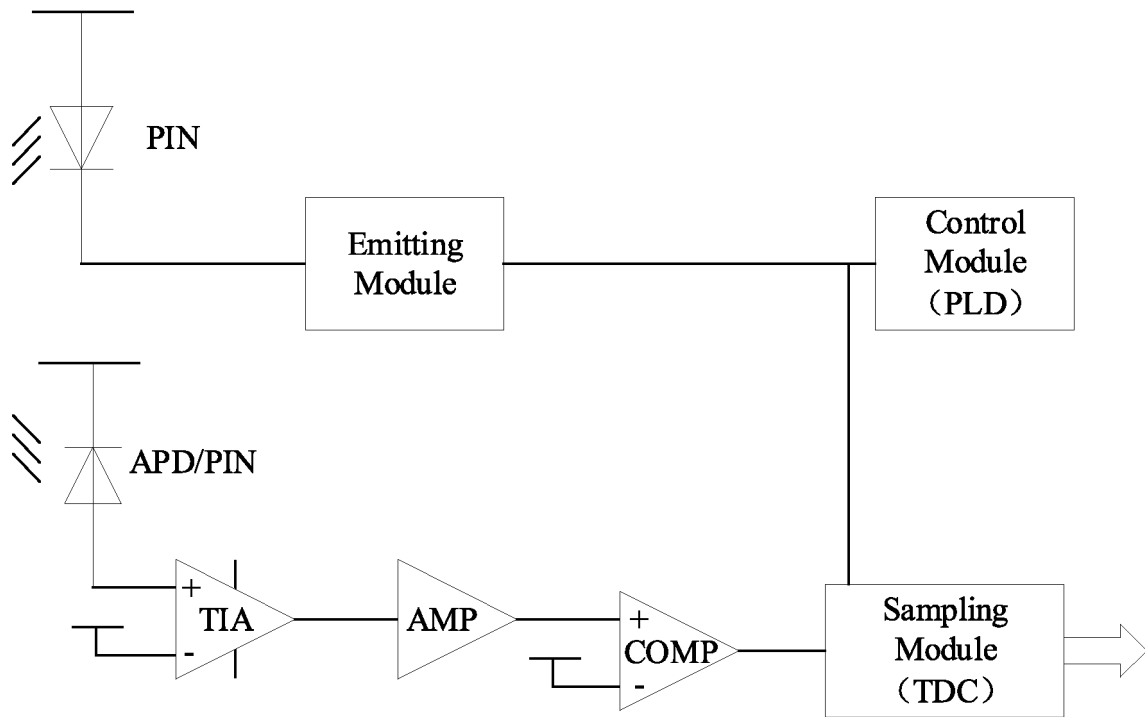 PIN
Emitting
Module
Control
Module
（PLD）
APD/PIN
+
TIA
-
AMP
+
COMP
-
Sampling
Module
（TDC）